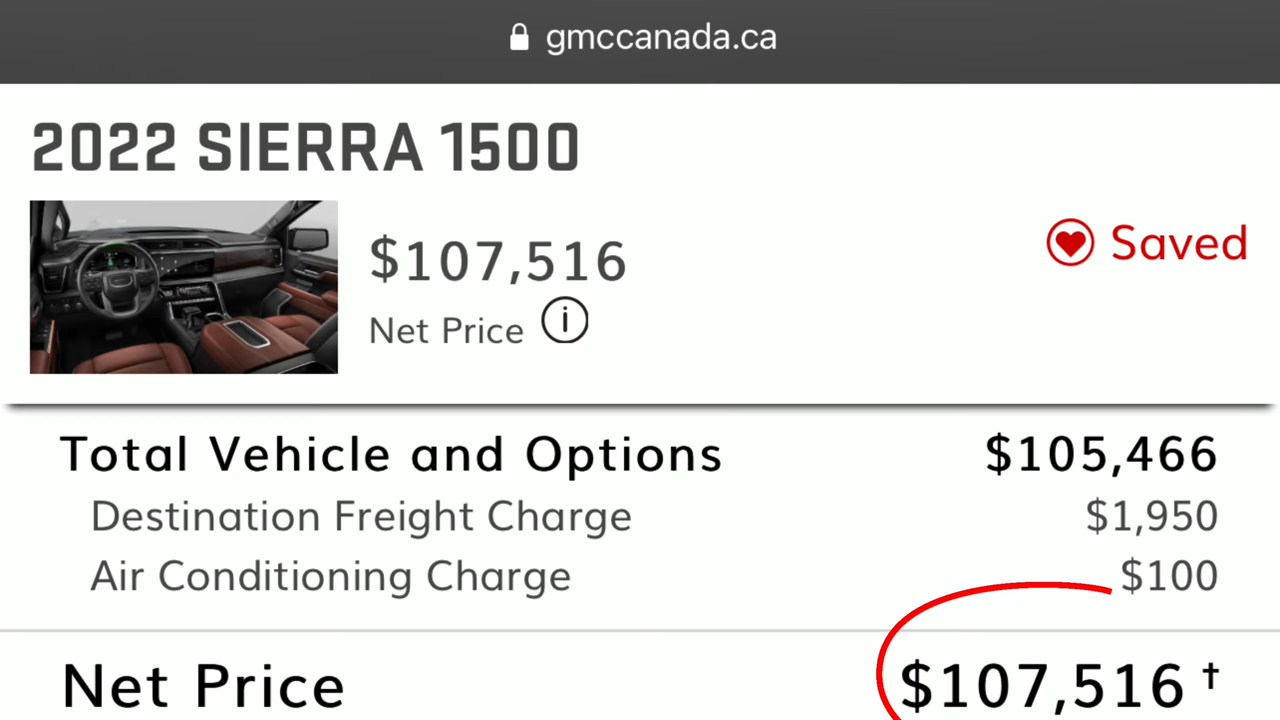 gmccanada.ca
2022 SIERRA 1500
$107,516
Net Price
Saved
Total Vehicle and Options $105,466
Destination Freight Charge $1,950
Air Conditioning Charge $100
Net Price $107,516 †